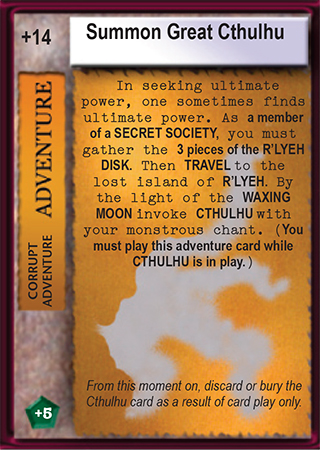 +14
Summon Great Cthulhu
CORRUPT
ADVENTURE
ADVENTURE
In seeking ultimate
power, one sometimes finds
ultimate power. As a member
of a SECRET SOCIETY, you must
gather the 3 pieces of the R'LYEH
DISK. Then TRAVEL to the
lost island of R'LYEH. By
the light of the WAXING
MOON invoke CTHULHU with
your monstrous chant. (You
must play this adventure card while
CTHULHU is in play.)
From this moment on, discard or bury the
Cthulhu card as a result of card play only.
+5